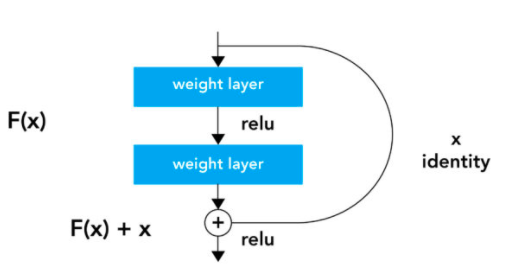 weight layer
F(x)
relu
x
identity
weight layer
F(x) + x
+
relu